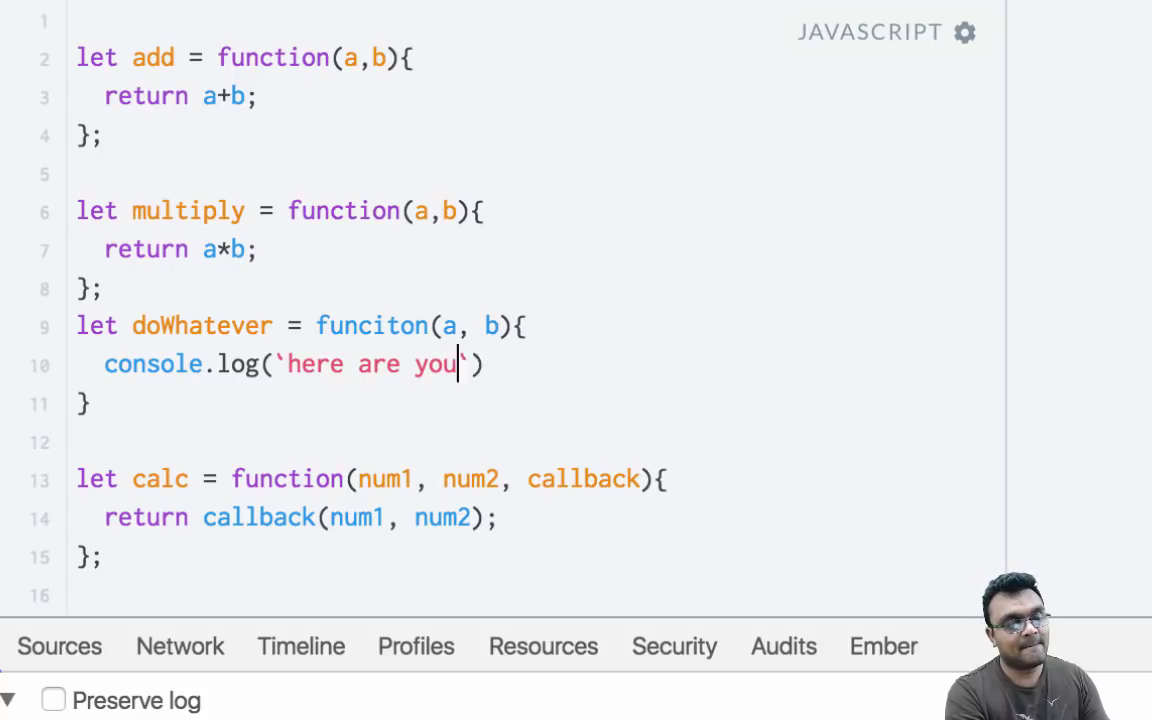 JAVASCRIPT
1
2 let add = function(a,b){
3 return a+b;
4 };
5
6 let multiply = function(a,b){
7 return a*b;
8 };
9 let doWhatever = funciton(a, b){
10 console.log(`here are you`)
11 }
12
13 let calc = function(num1, num2, callback){
14 return callback(num1, num2);
15 };
16
Sources Network Timeline Profiles Resources Security Audits Ember
Preserve log